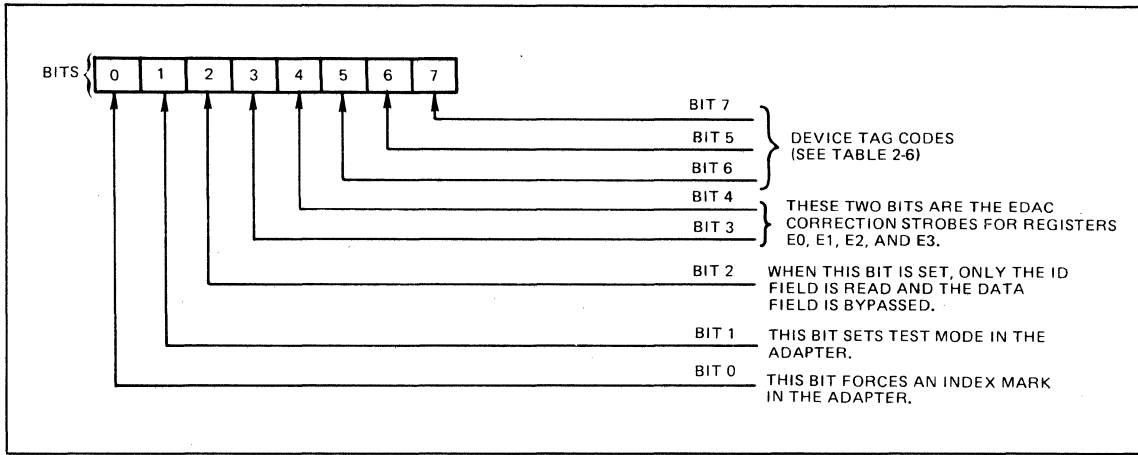 BITS
0 1 2 3 4 5 6 7
BIT 7
BIT 5
BIT 6
DEVICE TAG CODES
(SEE TABLE 2-6)
BIT 4
BIT 3
THESE TWO BITS ARE THE EDAC
CORRECTION STROBES FOR REGISTERS
E0, E1, E2, AND E3.
BIT 2
WHEN THIS BIT IS SET, ONLY THE ID
FIELD IS READ AND THE DATA
FIELD IS BYPASSED.
BIT 1
THIS BIT SETS TEST MODE IN THE
ADAPTER.
BIT 0
THIS BIT FORCES AN INDEX MARK
IN THE ADAPTER.